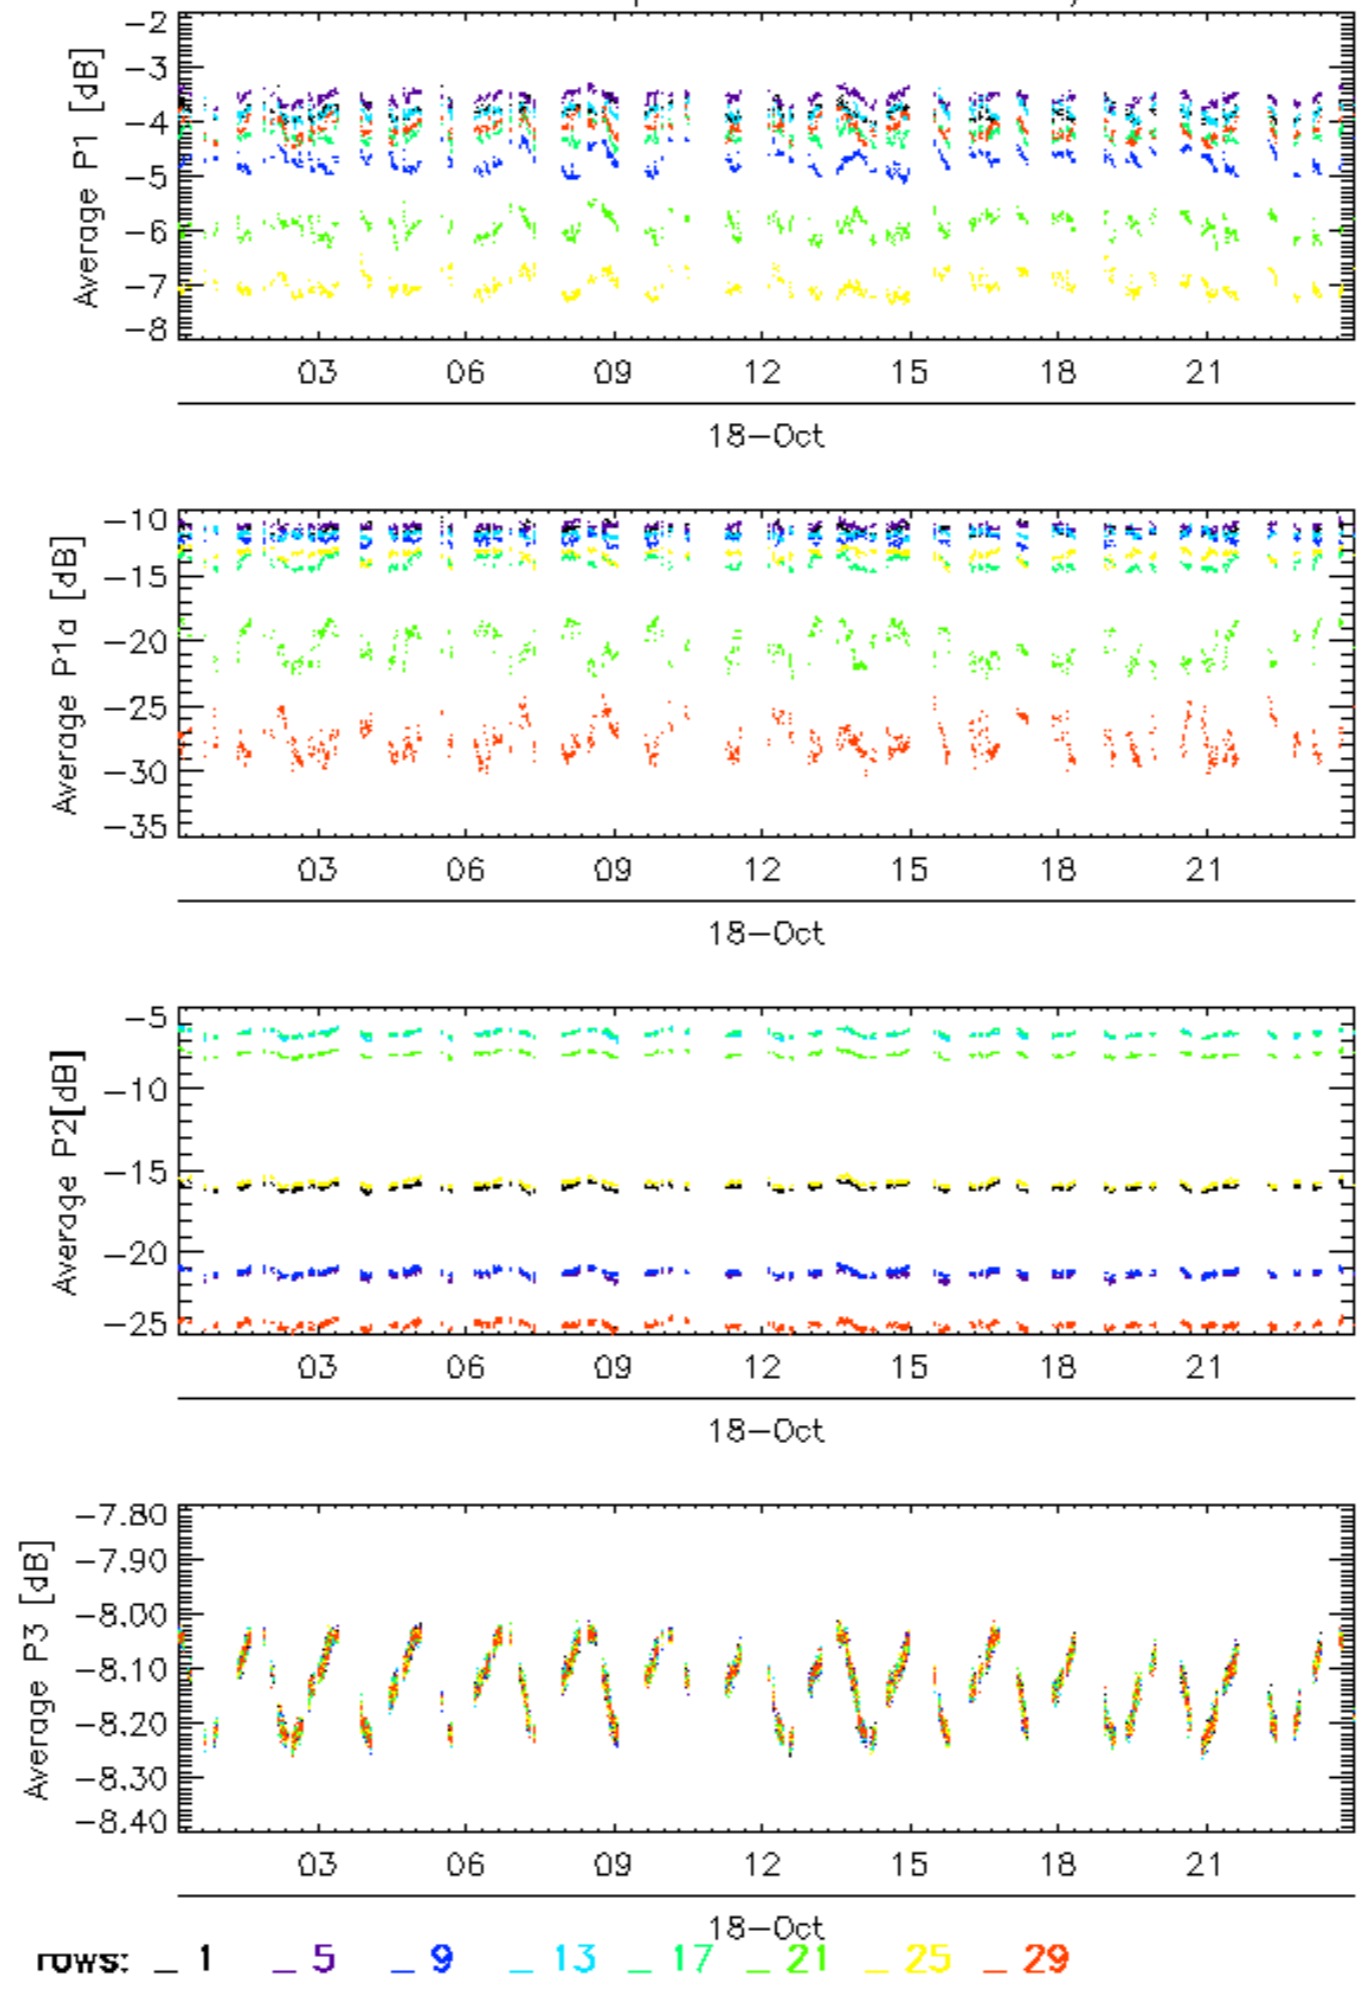 Average P1 [dB]
-2
-3
-4
-5
-6
-7
-8
03 06 09 12 15 18 21
18-Oct
Average P1a [dB]
-10
-15
-20
-25
-30
-35
03 06 09 12 15 18 21
18-Oct
Average P2[dB]
-5
-10
-15
-20
-25
03 06 09 12 15 18 21
18-Oct
Average P3 [dB]
-7.80
-7.90
-8.00
-8.10
-8.20
-8.30
-8.40
03 06 09 12 15 18 21
18-Oct
rows: _ 1 _ 5 _ 9 _ 13 _ 17 _ 21 _ 25 _ 29